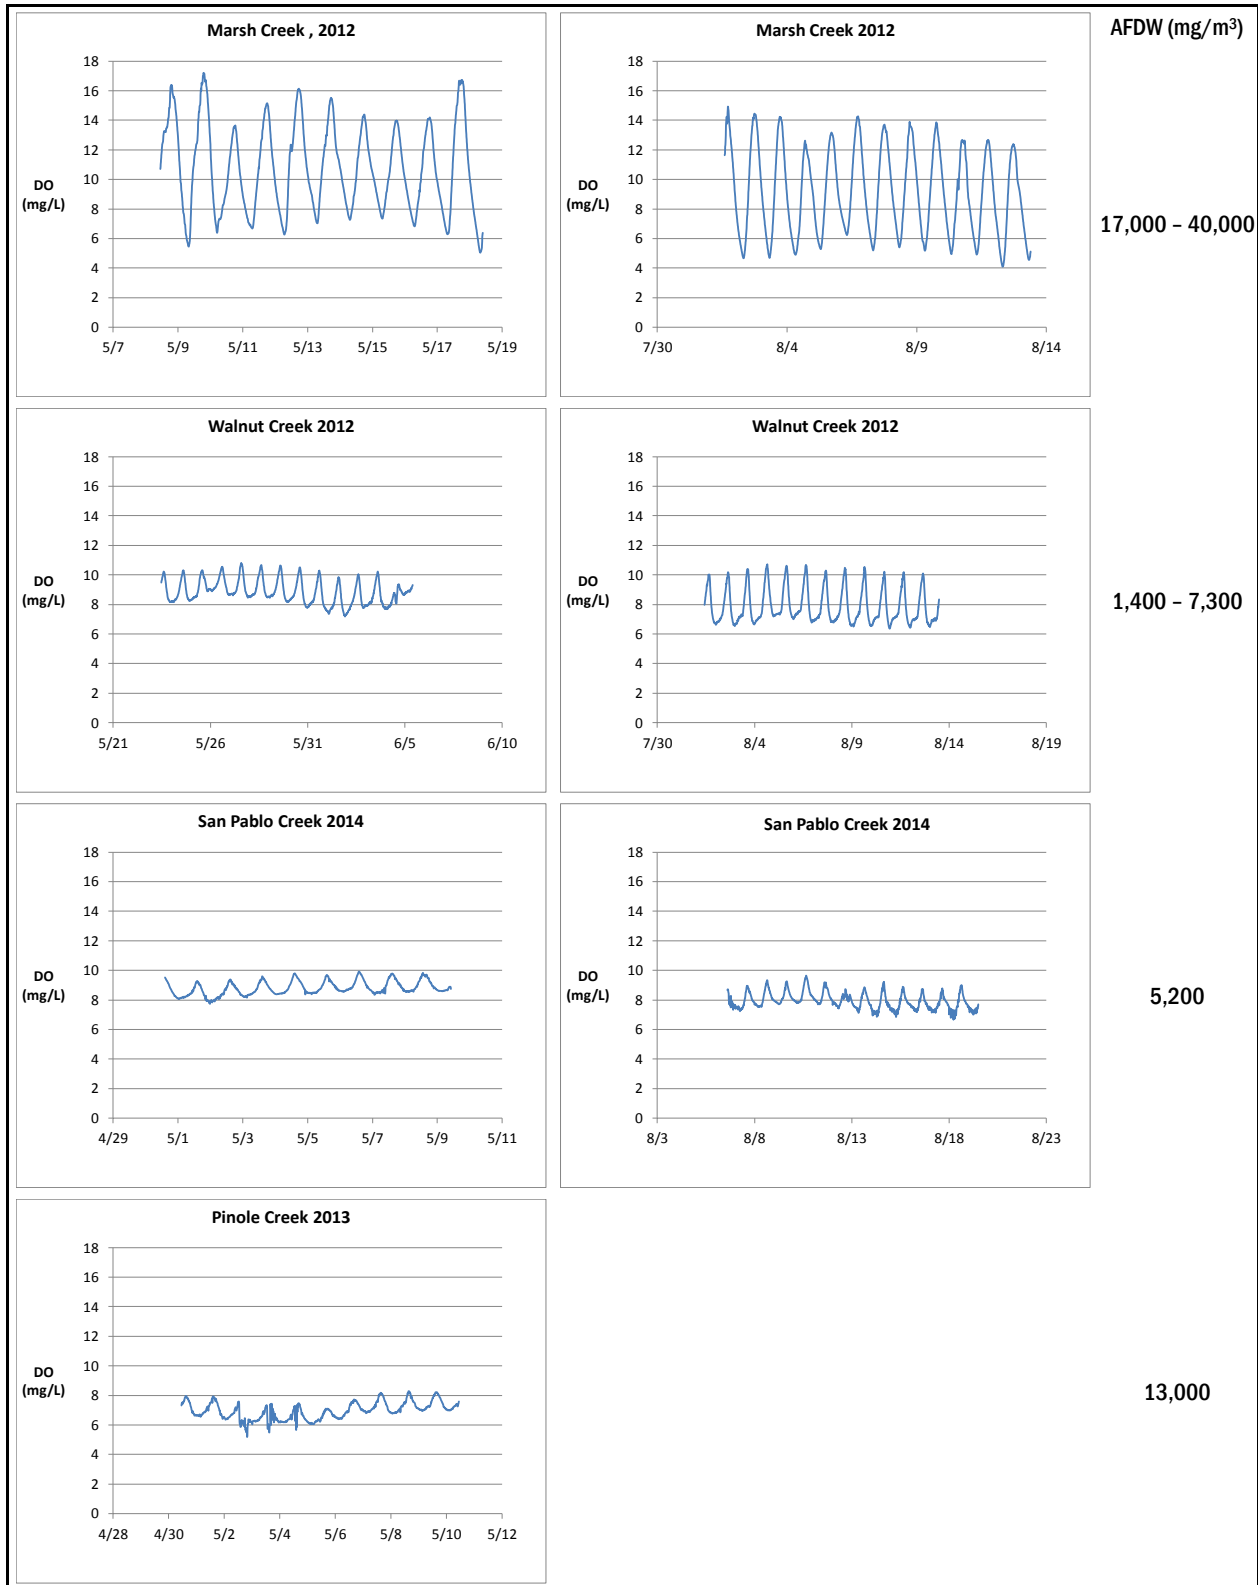 Marsh Creek , 2012
18
16
14
12
10
8
6
4
2
0
DO
(mg/L)
5/7 5/9 5/11 5/13 5/15 5/17 5/19
Marsh Creek 2012
18
16
14
12
10
8
6
4
2
0
DO
(mg/L)
7/30 8/4 8/9 8/14
AFDW (mg/m³)
17,000 – 40,000
Walnut Creek 2012
18
16
14
12
10
8
6
4
2
0
DO
(mg/L)
5/21 5/26 5/31 6/5 6/10
Walnut Creek 2012
18
16
14
12
10
8
6
4
2
0
DO
(mg/L)
7/30 8/4 8/9 8/14 8/19
1,400 – 7,300
San Pablo Creek 2014
18
16
14
12
10
8
6
4
2
0
DO
(mg/L)
4/29 5/1 5/3 5/5 5/7 5/9 5/11
San Pablo Creek 2014
18
16
14
12
10
8
6
4
2
0
DO
(mg/L)
8/3 8/8 8/13 8/18 8/23
5,200
Pinole Creek 2013
18
16
14
12
10
8
6
4
2
0
DO
(mg/L)
4/28 4/30 5/2 5/4 5/6 5/8 5/10 5/12
13,000